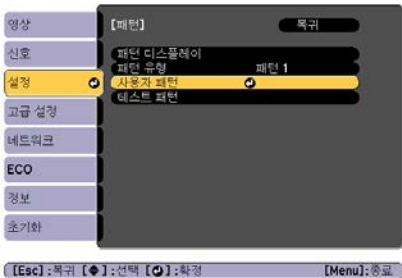 영상
신호
설정
고급 설정
네트워크
ECO
정보
초기화
[패턴]
복귀
패턴 디스플레이
패턴 유형 패턴 1
사용자 패턴
테스트 패턴
[Esc]:복귀 [◆]:선택 [↵]:확정 [Menu]:종료